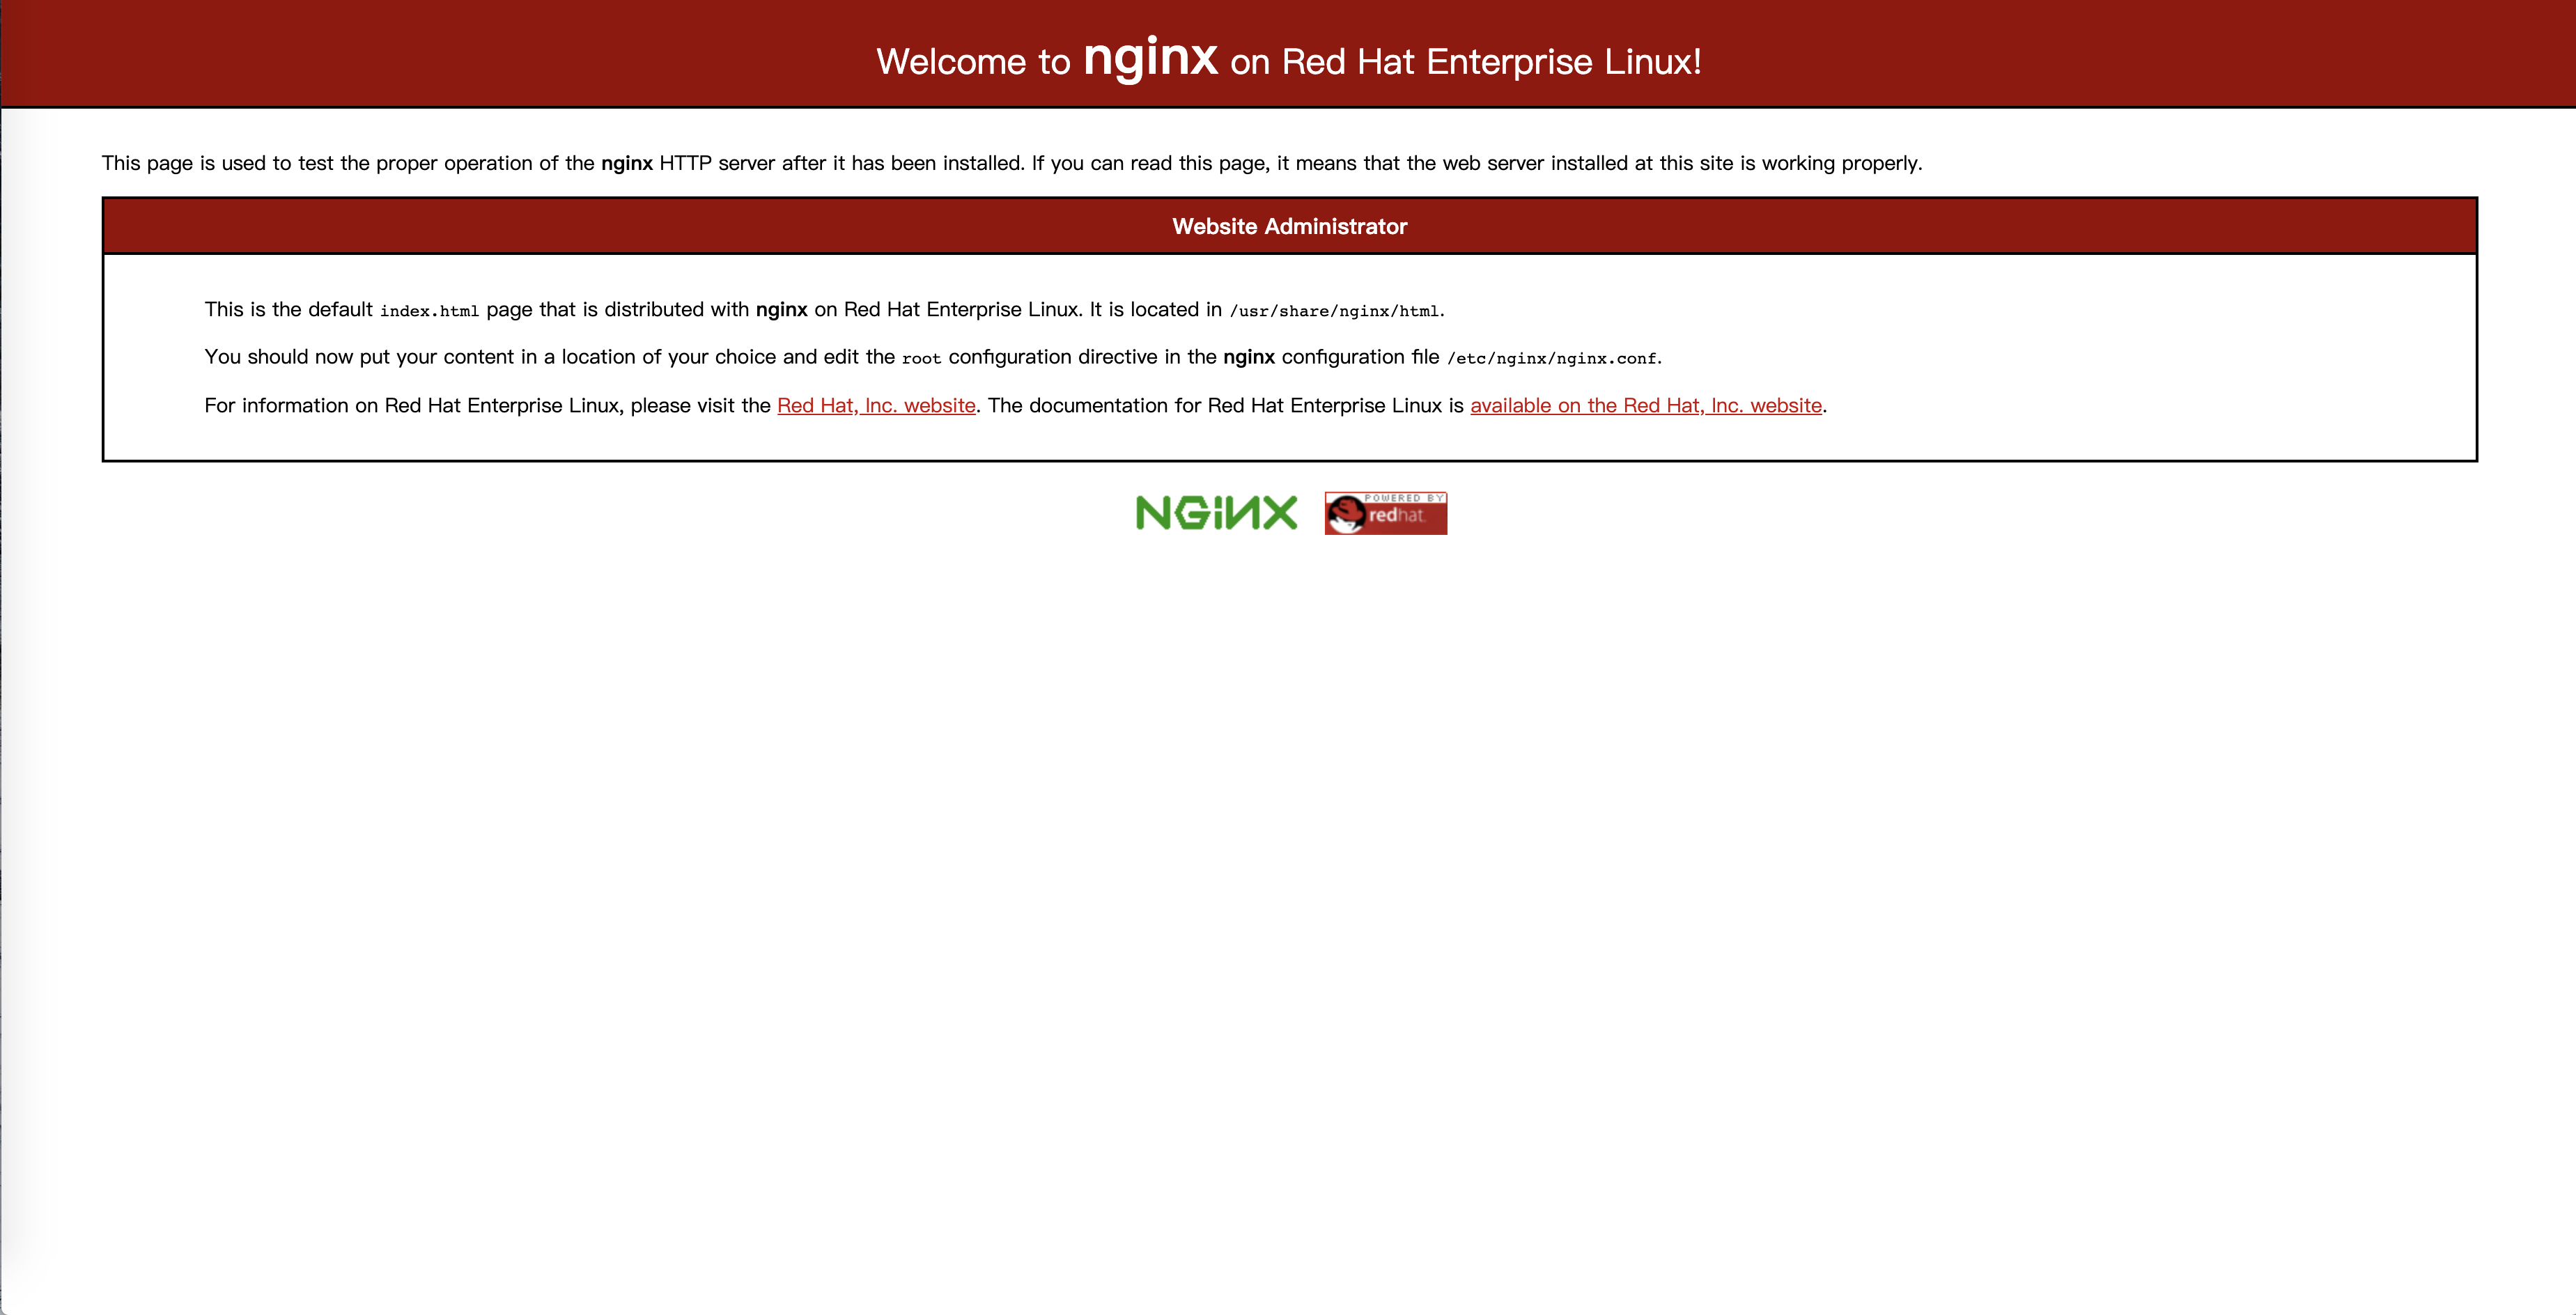 Welcome to nginx on Red Hat Enterprise Linux!
This page is used to test the proper operation of the nginx HTTP server after it has been installed. If you can read this page, it means that the web server installed at this site is working properly.
Website Administrator
This is the default index.html page that is distributed with nginx on Red Hat Enterprise Linux. It is located in /usr/share/nginx/html.
You should now put your content in a location of your choice and edit the root configuration directive in the nginx configuration file /etc/nginx/nginx.conf.
For information on Red Hat Enterprise Linux, please visit the Red Hat, Inc. website. The documentation for Red Hat Enterprise Linux is available on the Red Hat, Inc. website.
NGINX
POWERED BY
redhat.